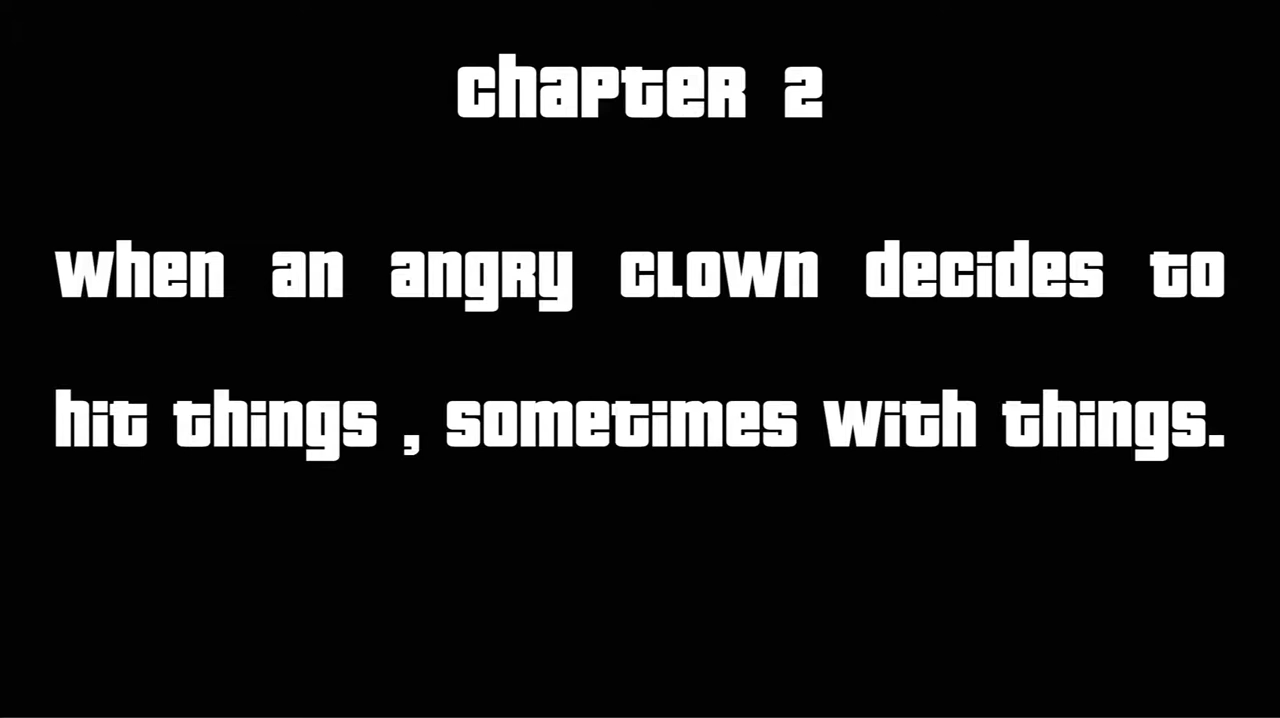 chapter 2
when an angry clown decides to
hit things , sometimes with things.